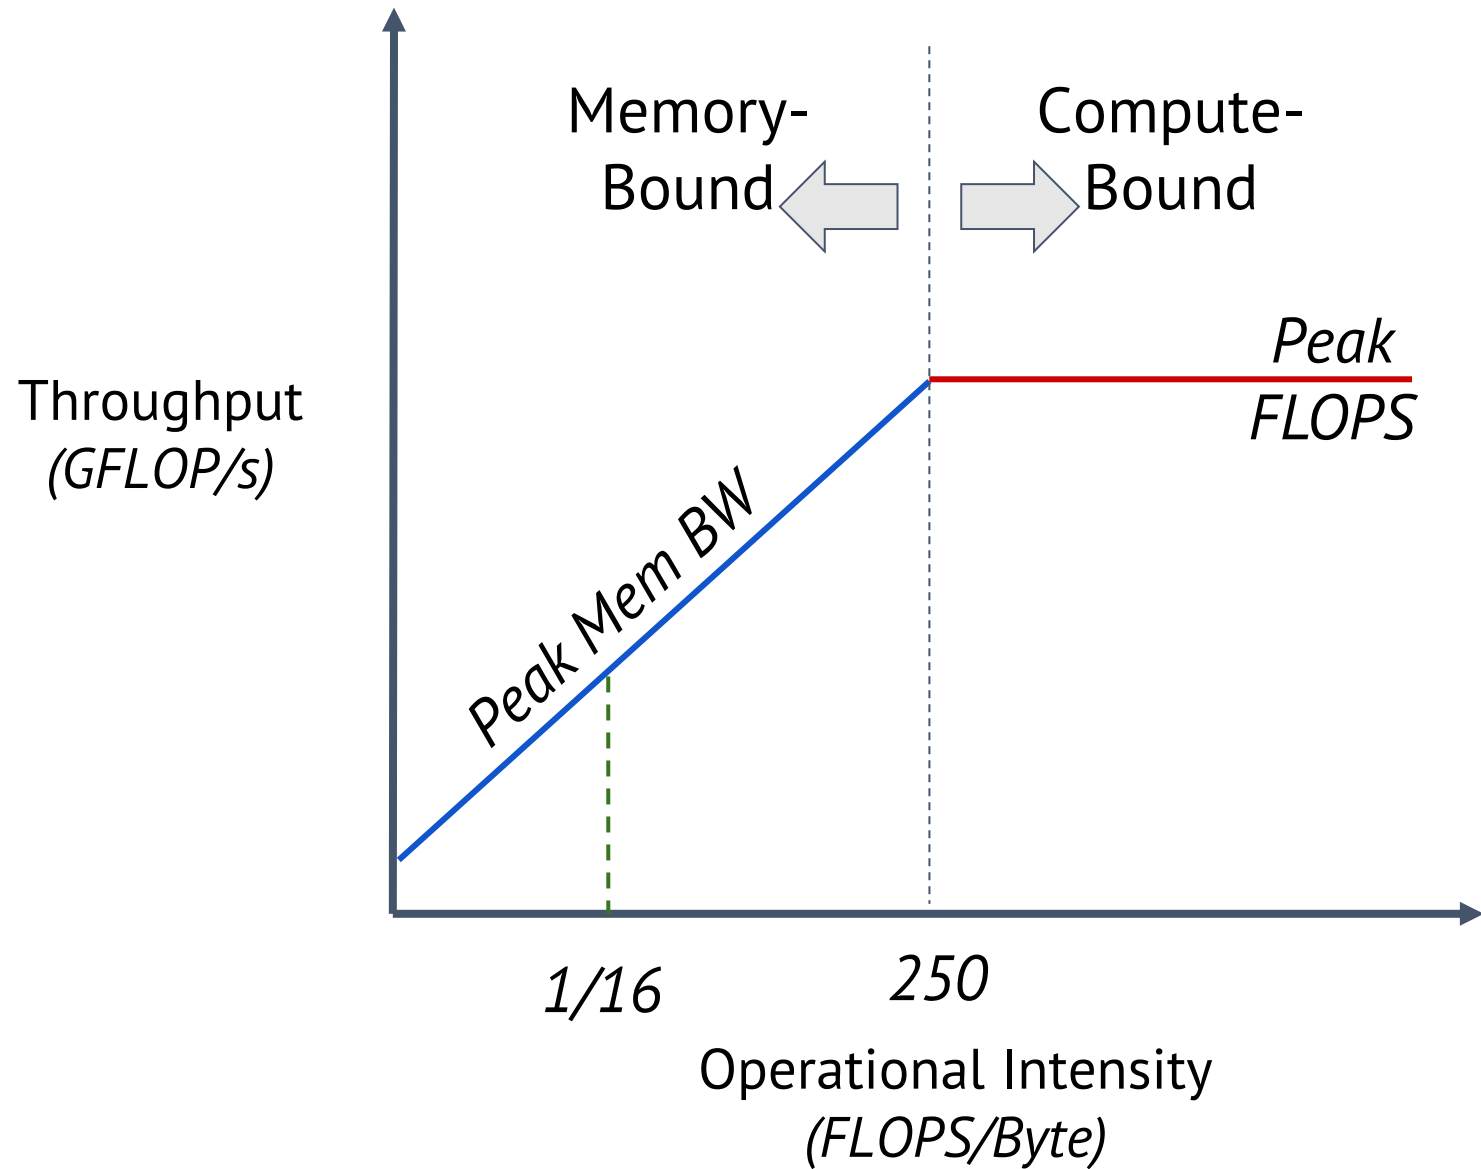 Memory-
Bound
Compute-
Bound
Peak
FLOPS
Throughput
(GFLOP/s)
Peak Mem BW
1/16
250
Operational Intensity
(FLOPS/Byte)